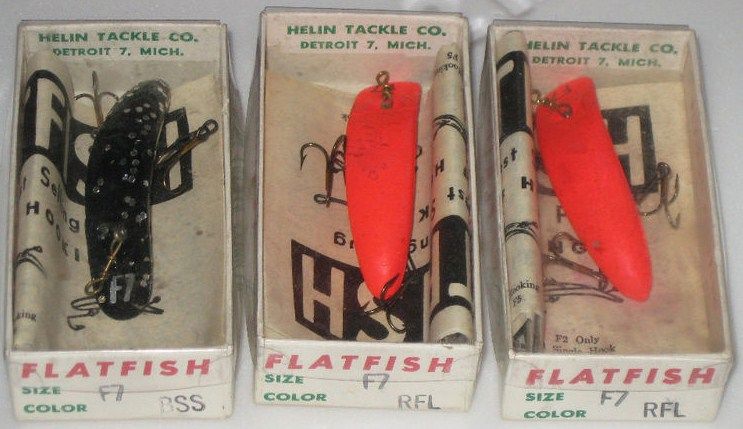 HELIN TACKLE CO.
DETROIT 7, MICH.
Selling
Hooki
F7
FLATFISH
SIZE F7
COLOR BSS
HELIN TACKLE CO.
DETROIT 7, MICH.
FLATFISH
SIZE F7
COLOR RFL
HELIN TACKLE CO.
DETROIT 7, MICH.
F2 Only
Single Hook
FLATFISH
SIZE F7
COLOR RFL